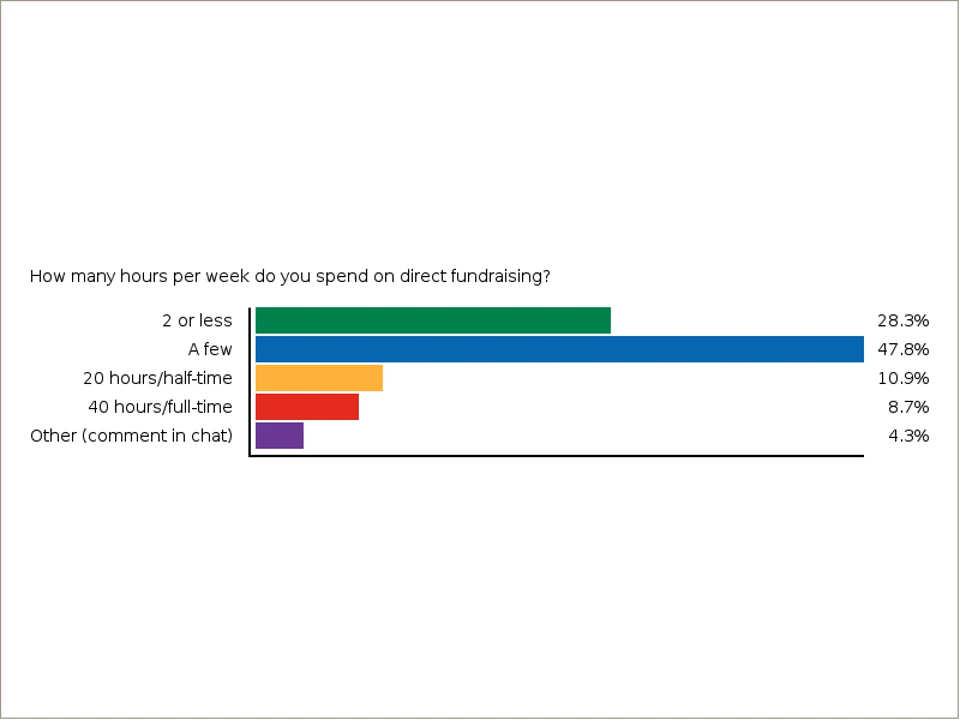 How many hours per week do you spend on direct fundraising?
2 or less 28.3%
A few 47.8%
20 hours/half-time 10.9%
40 hours/full-time 8.7%
Other (comment in chat) 4.3%